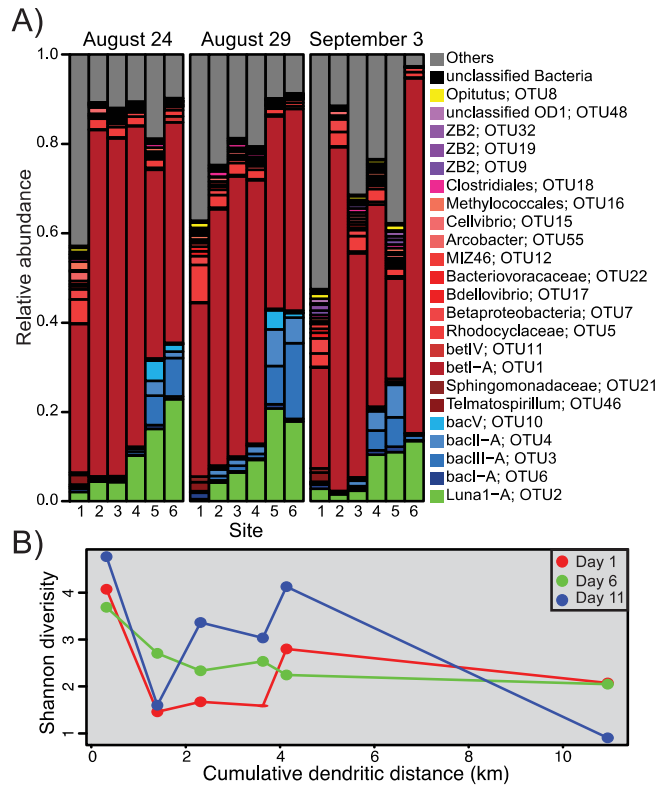 A)
August 24 August 29 September 3
Relative abundance
1.0
0.8
0.6
0.4
0.2
0.0
1 2 3 4 5 6 1 2 3 4 5 6 1 2 3 4 5 6
Site
Others
unclassified Bacteria
Opitutus; OTU8
unclassified OD1; OTU48
ZB2; OTU32
ZB2; OTU19
ZB2; OTU9
Clostridiales; OTU18
Methylococcales; OTU16
Cellvibrio; OTU15
Arcobacter; OTU55
MIZ46; OTU12
Bacteriovoracaceae; OTU22
Bdellovibrio; OTU17
Betaproteobacteria; OTU7
Rhodocyclaceae; OTU5
betIV; OTU11
betI-A; OTU1
Sphingomonadaceae; OTU21
Telmatospirillum; OTU46
bacV; OTU10
bacII-A; OTU4
bacIII-A; OTU3
bacI-A; OTU6
Luna1-A; OTU2
B)
Shannon diverisity
4
3
2
1
Day 1
Day 6
Day 11
0 2 4 6 8 10
Cumulative dendritic distance (km)